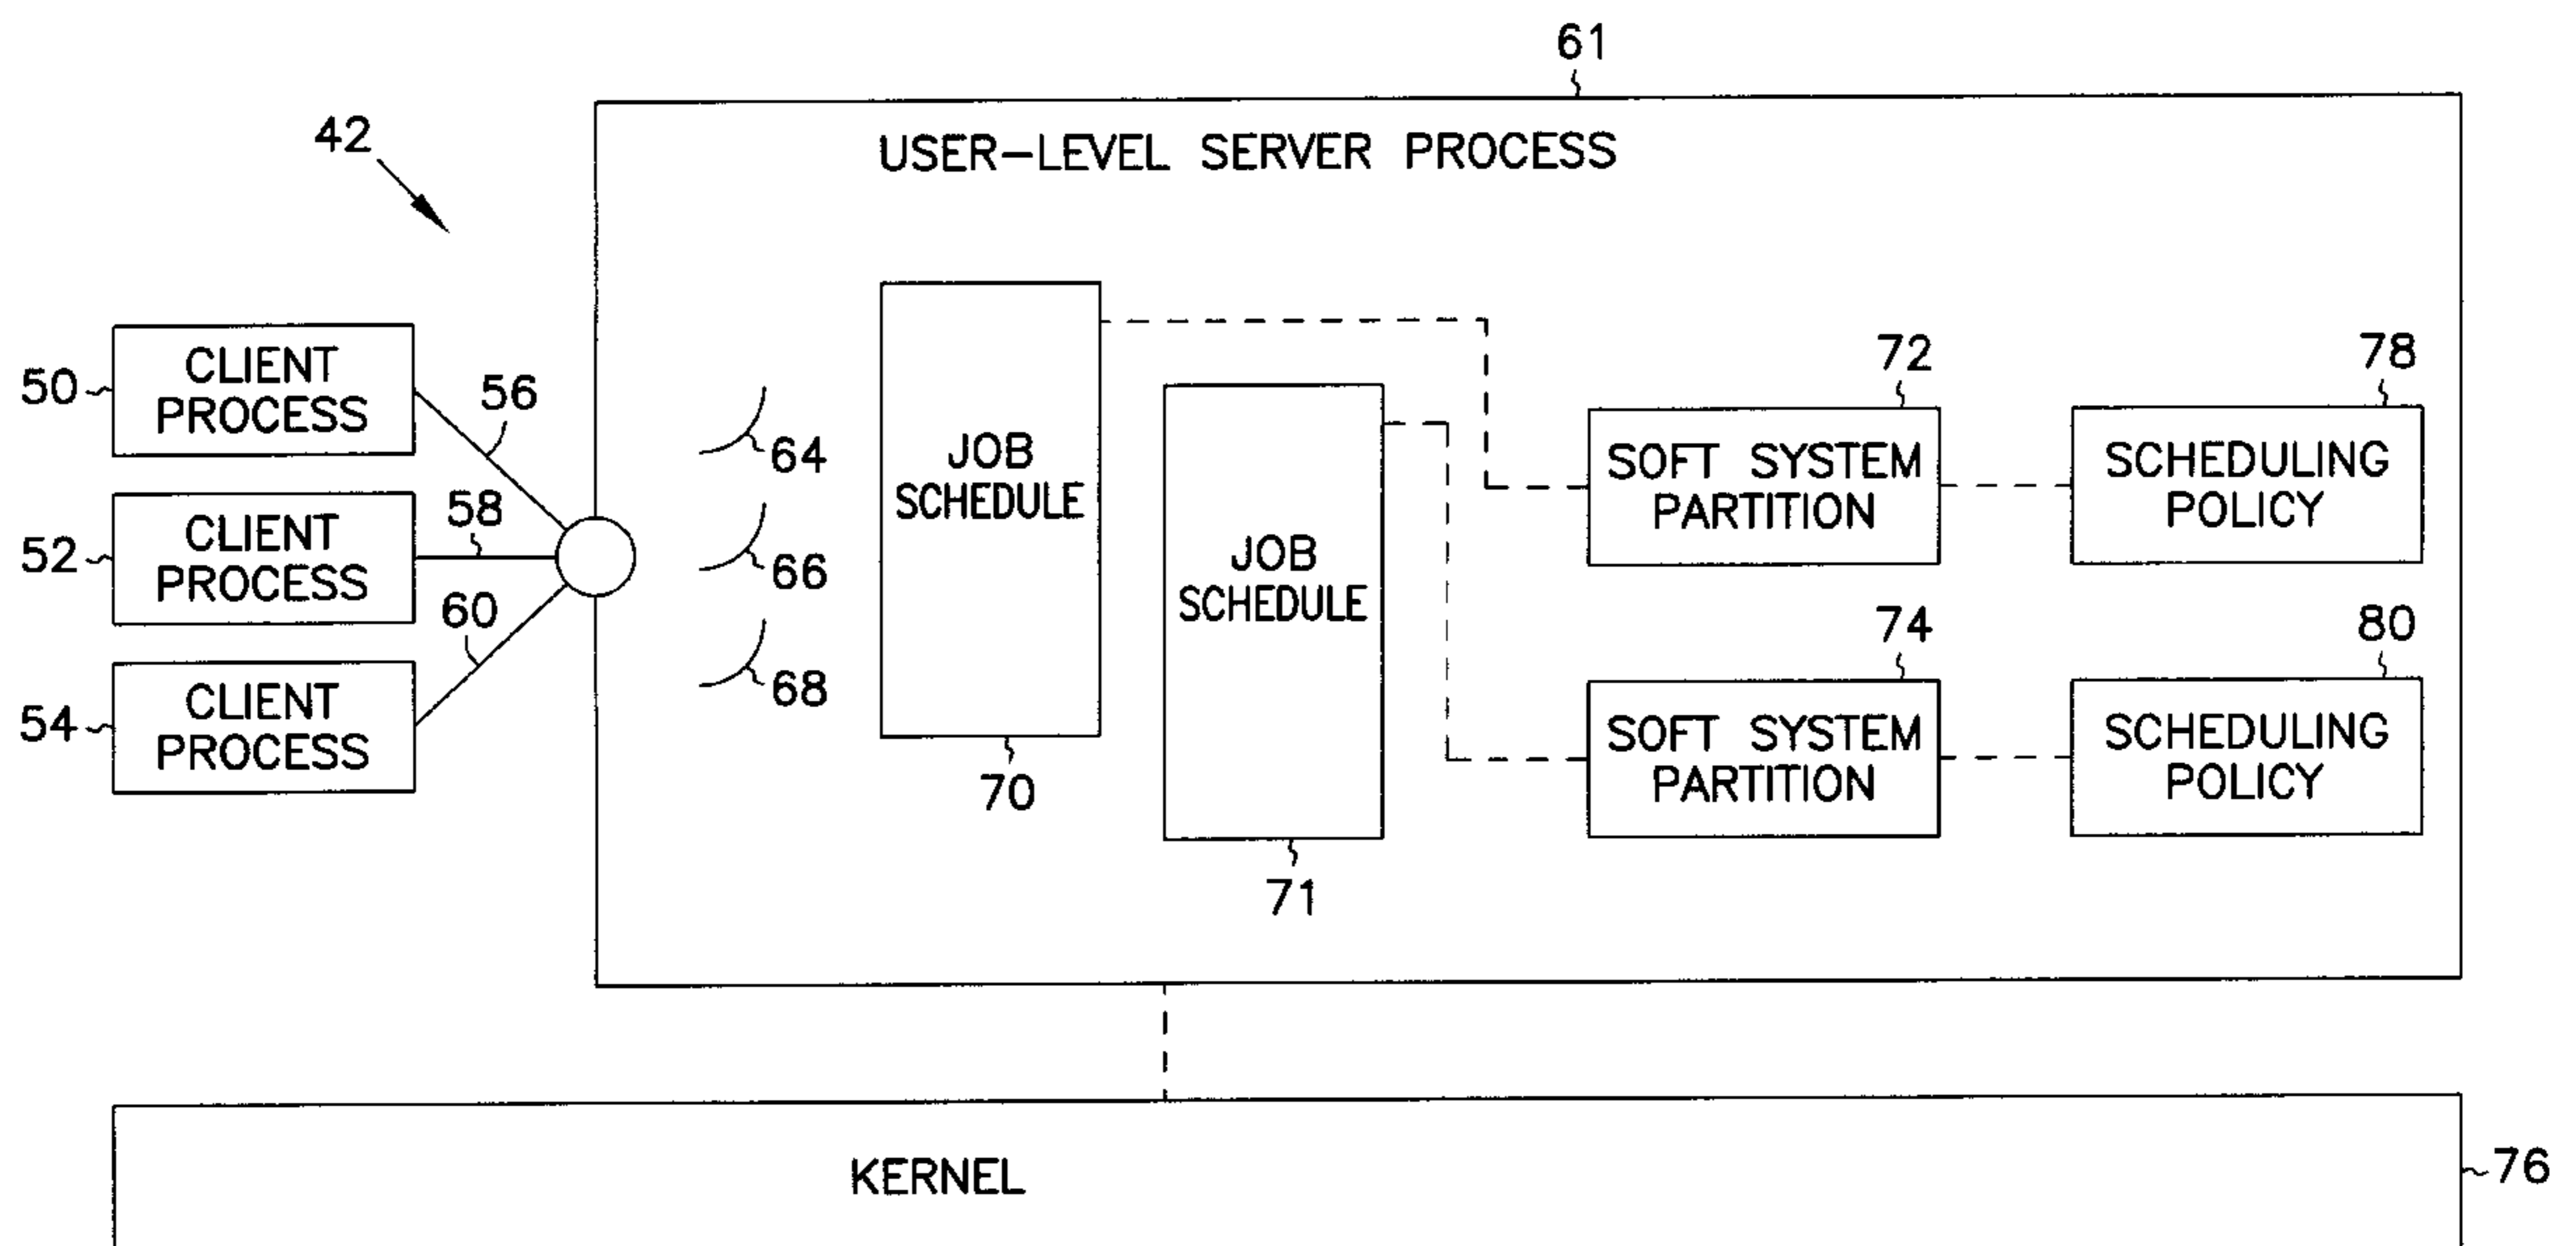 61
42
USER-LEVEL SERVER PROCESS
50
CLIENT
PROCESS
56
52
CLIENT
PROCESS
58
54
CLIENT
PROCESS
60
64
66
68
JOB
SCHEDULE
70
JOB
SCHEDULE
71
72
SOFT SYSTEM
PARTITION
78
SCHEDULING
POLICY
74
SOFT SYSTEM
PARTITION
80
SCHEDULING
POLICY
KERNEL
76